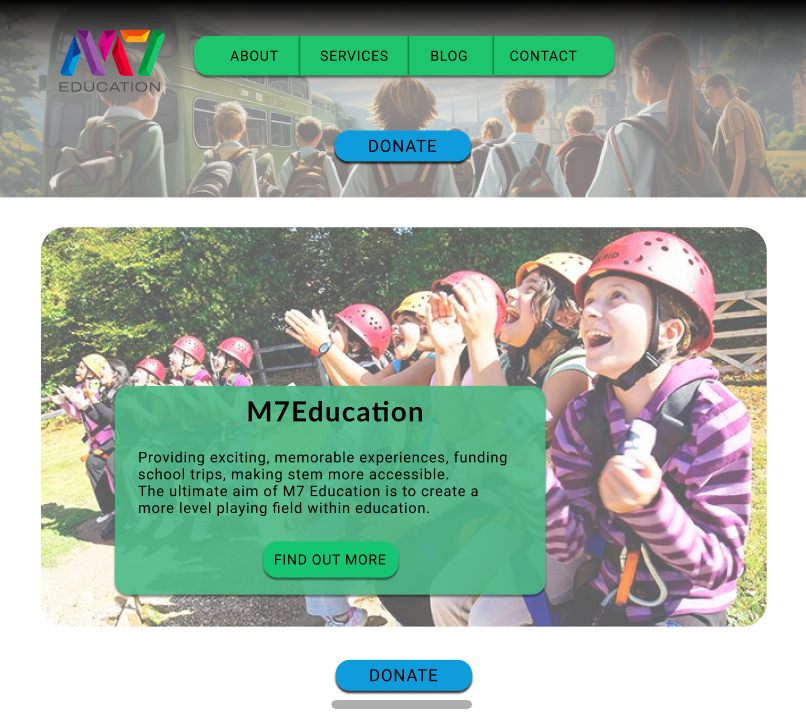 M7
EDUCATION
ABOUT
SERVICES
BLOG
CONTACT
DONATE
M7Education
Providing exciting, memorable experiences, funding
school trips, making stem more accessible.
The ultimate aim of M7 Education is to create a
more level playing field within education.
FIND OUT MORE
DONATE